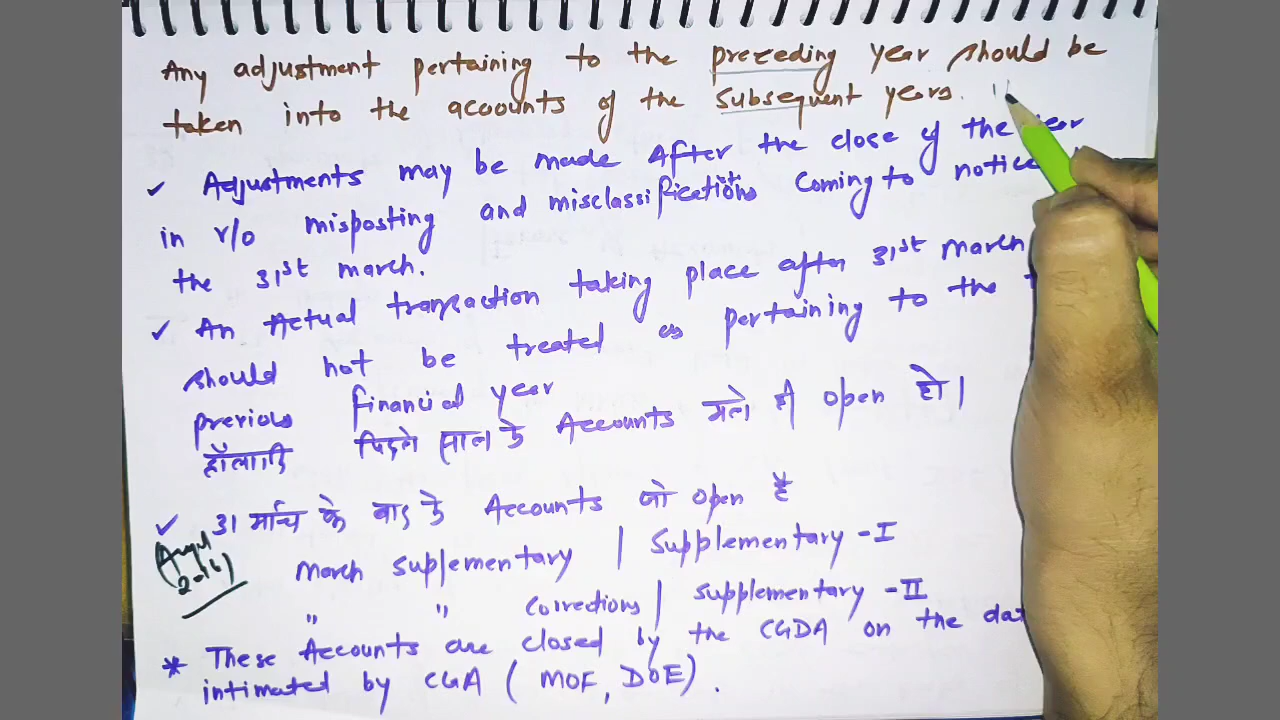 Any adjustment pertaining to the preceding year should be
taken into the accounts of the subsequent years.
✓ Adjustments may be made After the close of the year
in r/o misposting and misclassifications coming to notice
the 31st march.
✓ An Actual transaction taking place after 31st march
should not be treated as pertaining to the
previous financial year
हॉलाकि पिछले साल के Accounts भले ही open हो।
✓ 31 मार्च के बाद के Accounts जो open है
March suplementary | Supplementary - I
" " Corrections | supplementary - II
* These Accounts are closed by the CGDA on the dat
intimated by CGA ( MOF, DOE) .